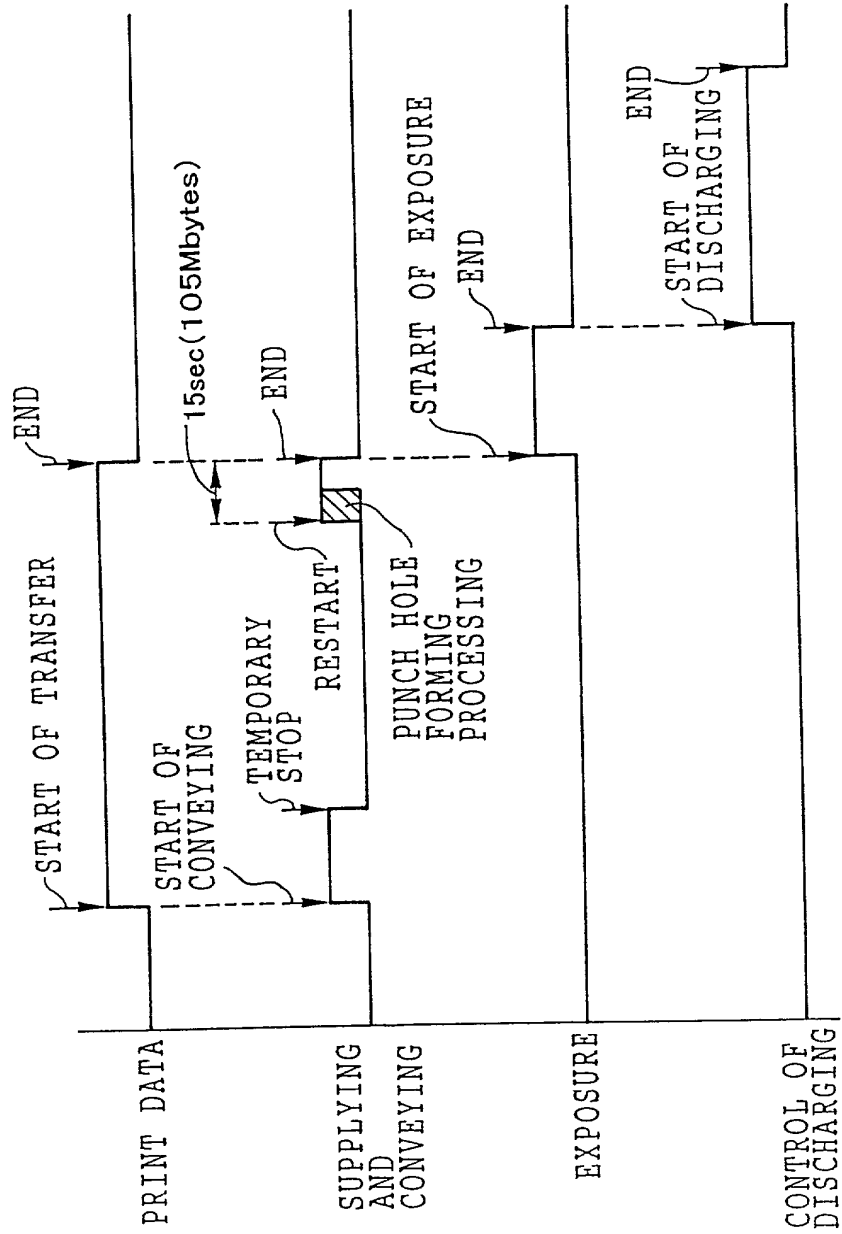 PRINT DATA
START OF TRANSFER
END
15sec(105Mbytes)
SUPPLYING
AND
CONVEYING
START OF
CONVEYING
TEMPORARY
STOP
RESTART
END
PUNCH HOLE
FORMING
PROCESSING
EXPOSURE
START OF EXPOSURE
END
CONTROL OF
DISCHARGING
START OF
DISCHARGING
END